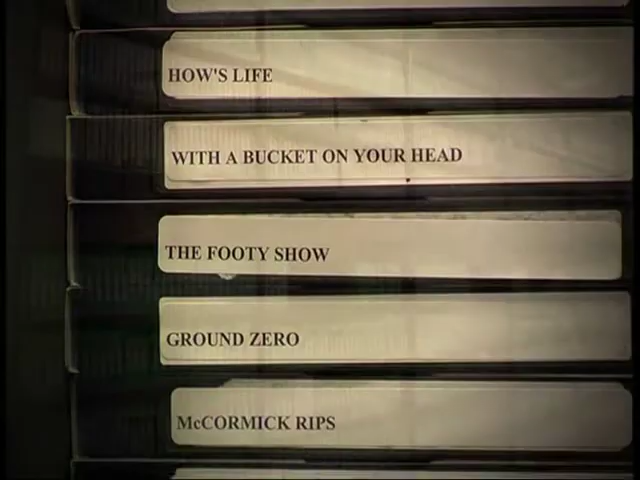 HOW'S LIFE
WITH A BUCKET ON YOUR HEAD
THE FOOTY SHOW
GROUND ZERO
McCORMICK RIPS